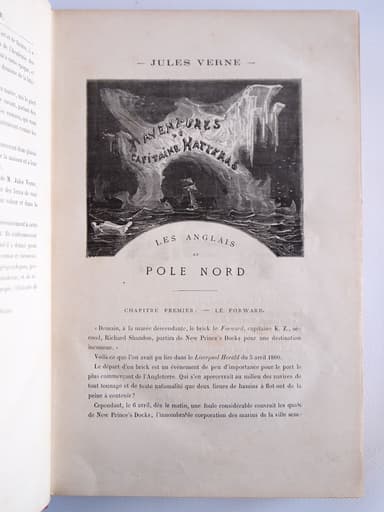 — JULES VERNE —
AVENTURES
DU
CAPITAINE HATTERAS
LES ANGLAIS
AU
POLE NORD
CHAPITRE PREMIER. — LE FORWARD.
« Demain, à la marée descendante, le brick le Forward, capitaine K. Z., se-
cond, Richard Shandon, partira de New Prince's Docks pour une destination
inconnue. »
Voilà ce que l'on avait pu lire dans le Liverpool Herald du 5 avril 1860.
Le départ d'un brick est un événement de peu d'importance pour le port le
plus commerçant de l'Angleterre. Qui s'en apercevrait au milieu des navires de
tout tonnage et de toute nationalité que deux lieues de bassins à flot ont de la
peine à contenir?
Cependant, le 6 avril, dès le matin, une foule considérable couvrait les quais
de New Prince's Docks, l'innombrable corporation des marins de la ville sem-